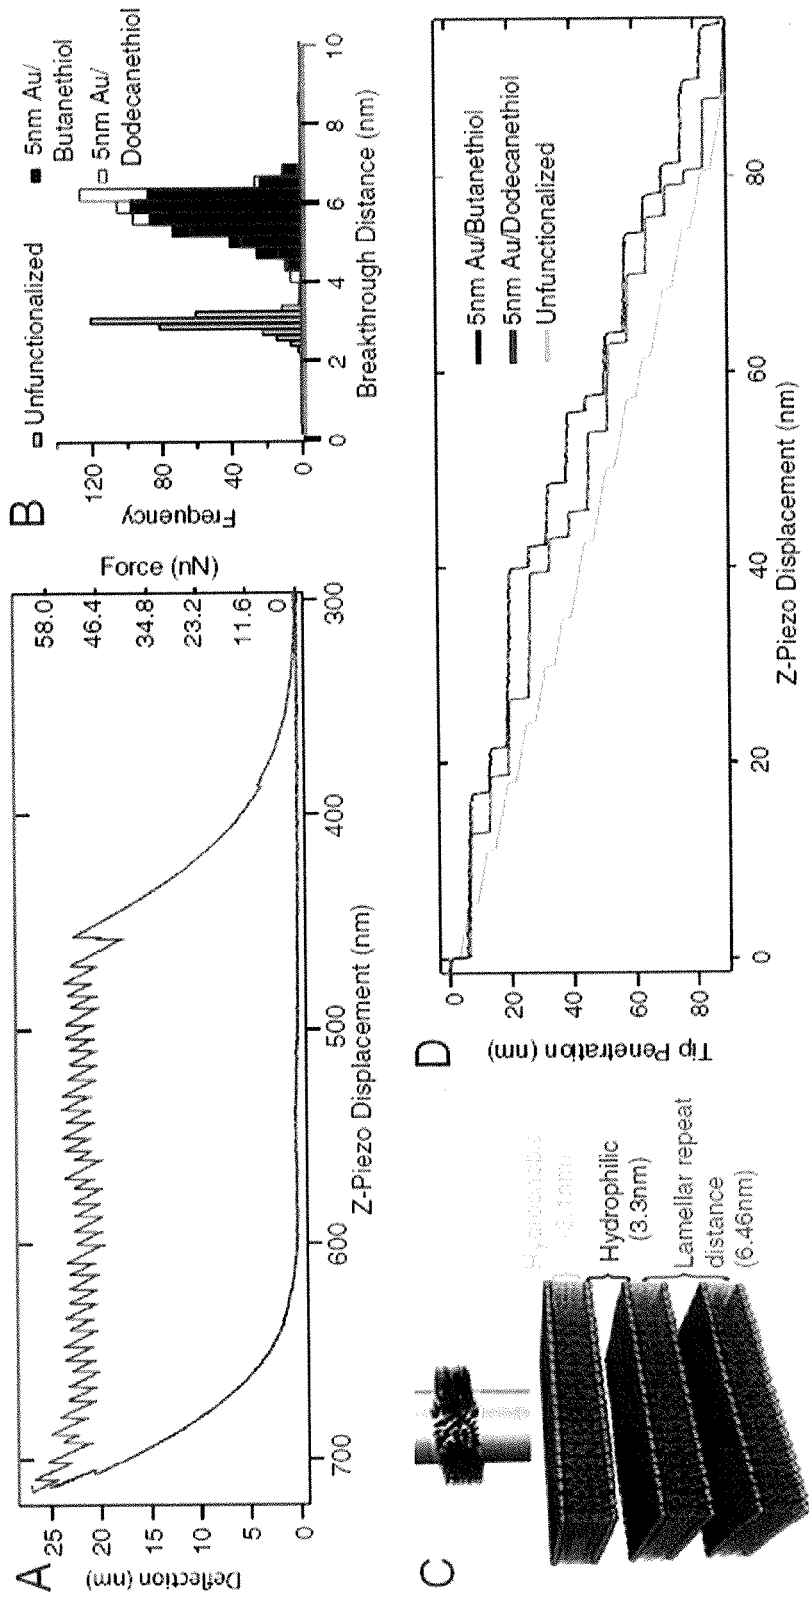 A
Deflection (nm)
25
20
15
10
5
0
700
600
500
400
300
Z-Piezo Displacement (nm)
58.0
46.4
34.8
23.2
11.6
0
Force (nN)
B
Unfunctionalized
5nm Au/
Butanethiol
5nm Au/
Dodecanethiol
Frequency
120
80
40
0
0
2
4
6
8
10
Breakthrough Distance (nm)
C
Hydrophilic
(3.3nm)
Lamellar repeat
distance
(6.46nm)
D
Tip Penetration (nm)
0
20
40
60
80
0
20
40
60
80
Z-Piezo Displacement (nm)
5nm Au/Butanethiol
5nm Au/Dodecanethiol
Unfunctionalized